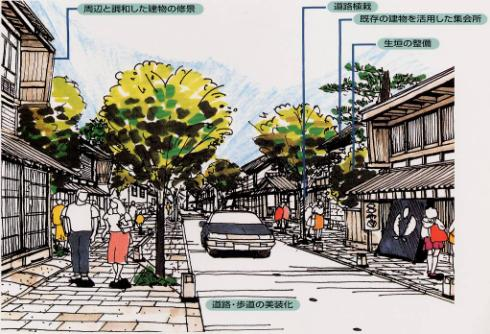 周辺と調和した建物の修景
道路植栽
既存の建物を活用した集会所
生垣の整備
道路・歩道の美装化